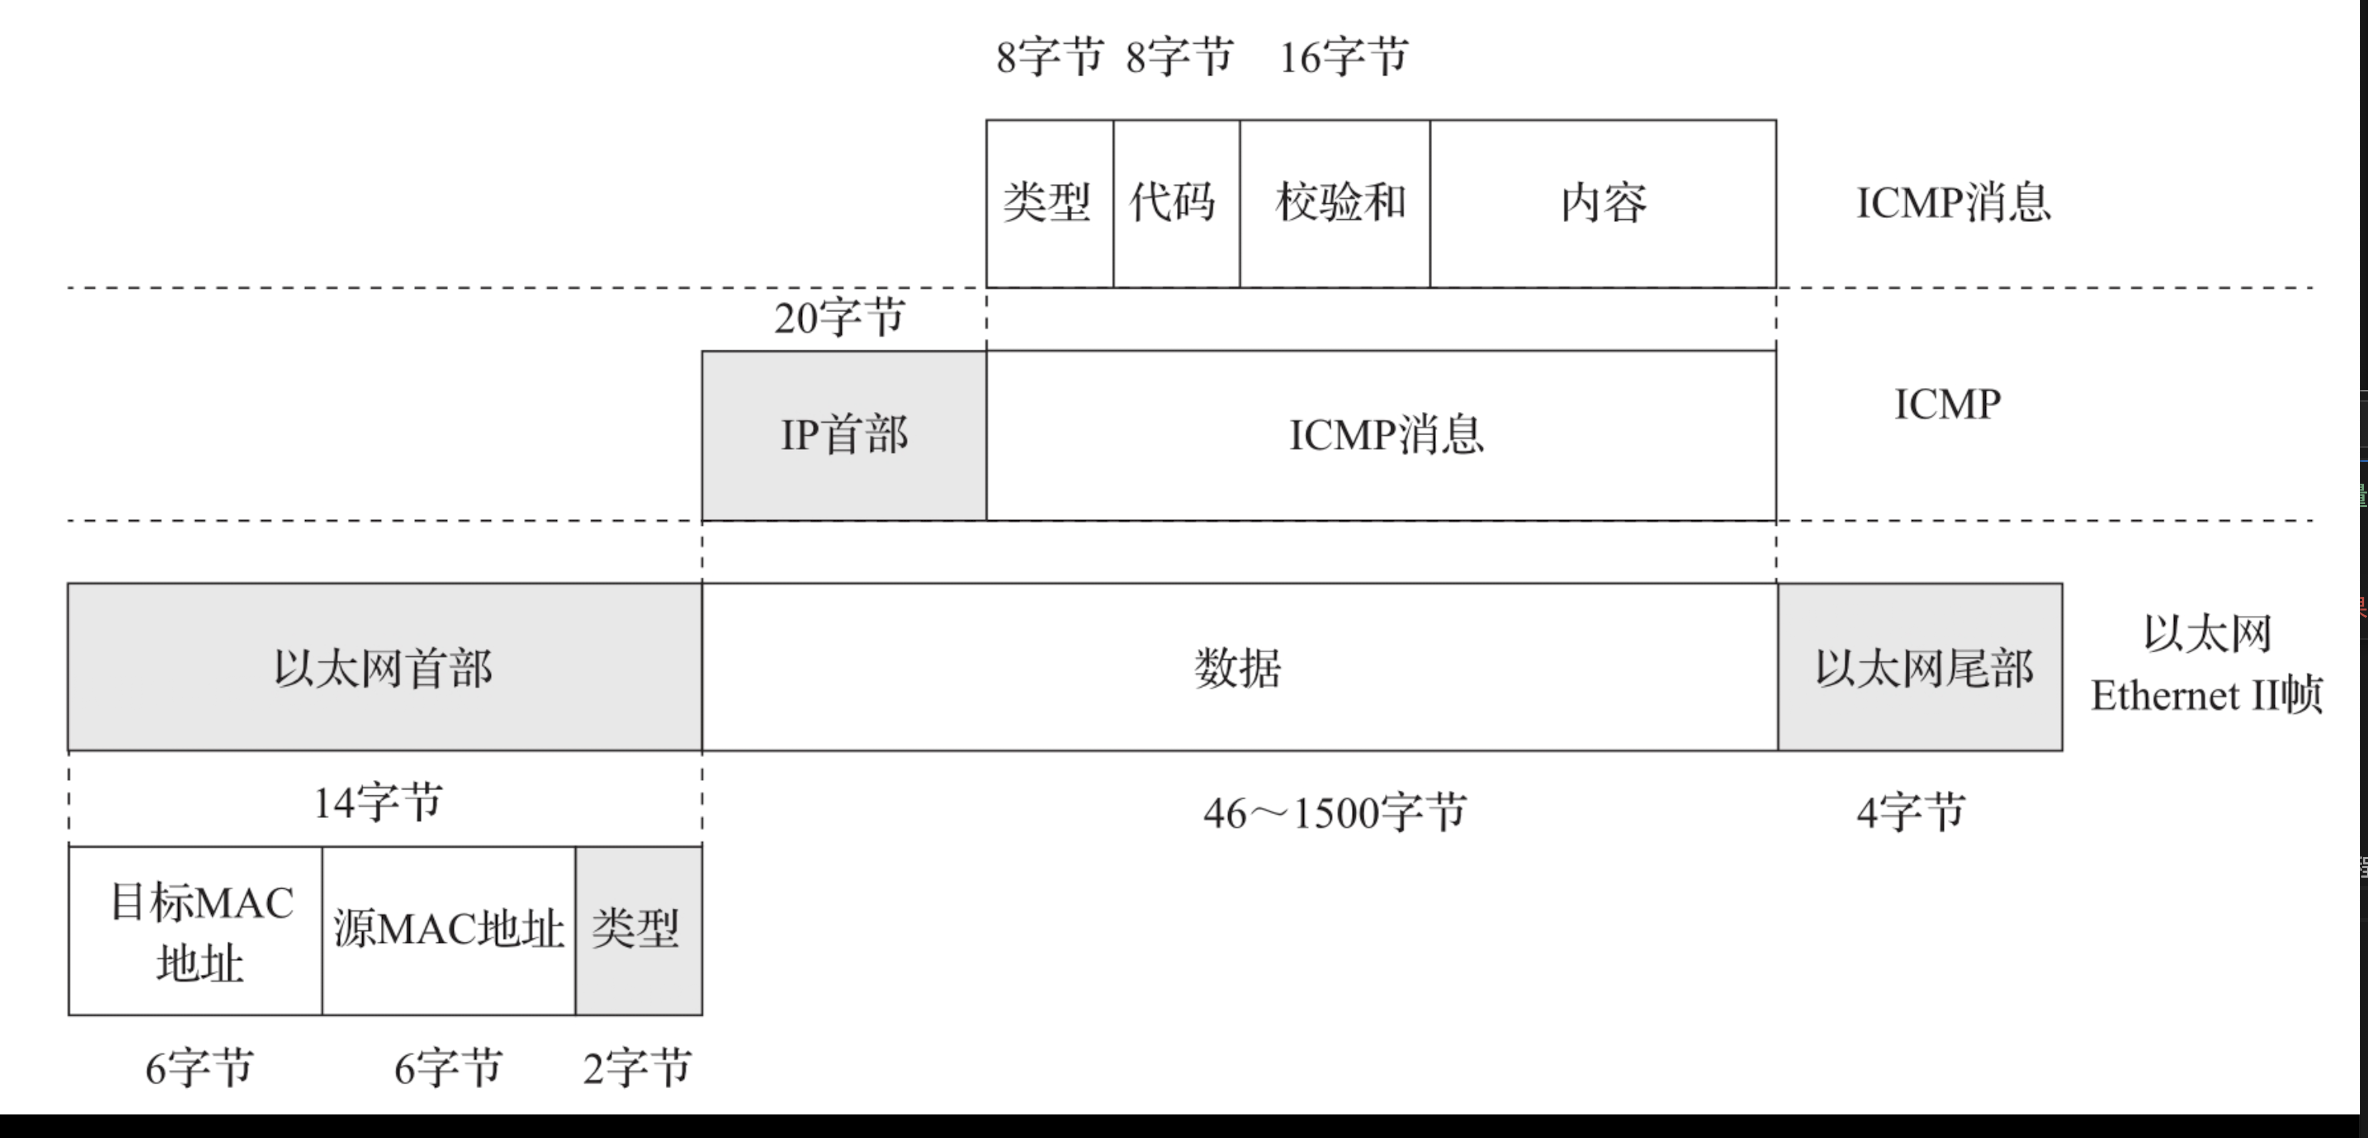 8字节 8字节 16字节
类型 代码 校验和 内容 ICMP消息
20字节
IP首部 ICMP消息 ICMP
以太网首部 数据 以太网尾部 以太网
Ethernet II帧
14字节 46～1500字节 4字节
目标MAC
地址
源MAC地址 类型
6字节 6字节 2字节